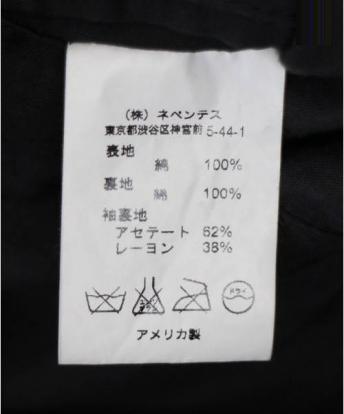 (株) ネペンテス
東京都渋谷区神宮前 5-44-1
表地
綿 100%
裏地
綿 100%
袖裏地
アセテート 62%
レーヨン 38%
ドライ
アメリカ製